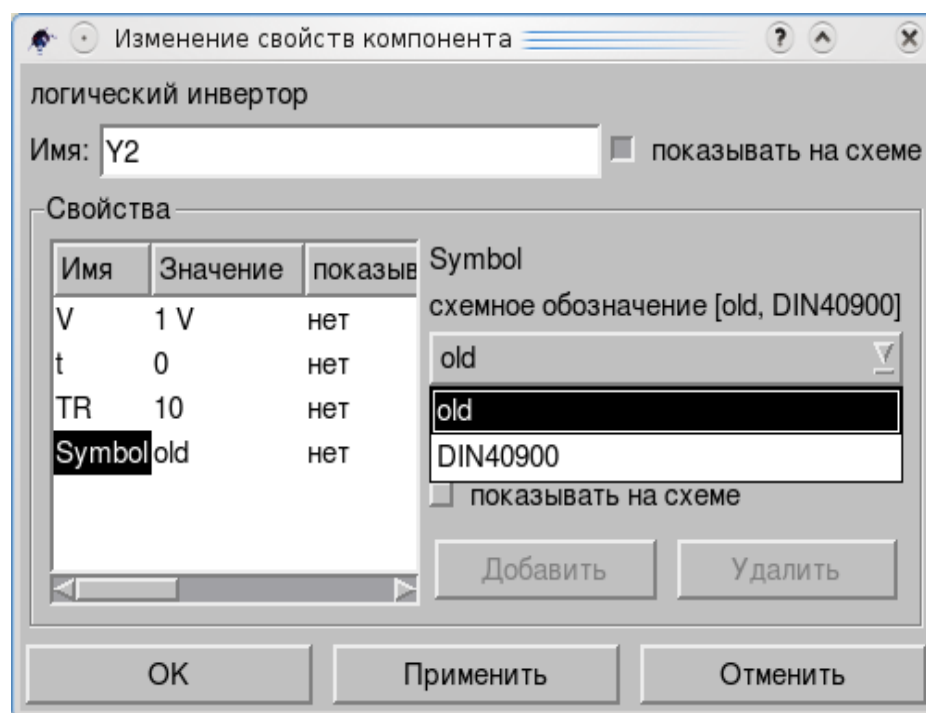 Изменение свойств компонента
логический инвертор
Имя: Y2 показывать на схеме
Свойства
Имя Значение показыв
V 1 V нет
t 0 нет
TR 10 нет
Symbol old нет
Symbol
схемное обозначение [old, DIN40900]
old
old
DIN40900
показывать на схеме
Добавить Удалить
OK Применить Отменить